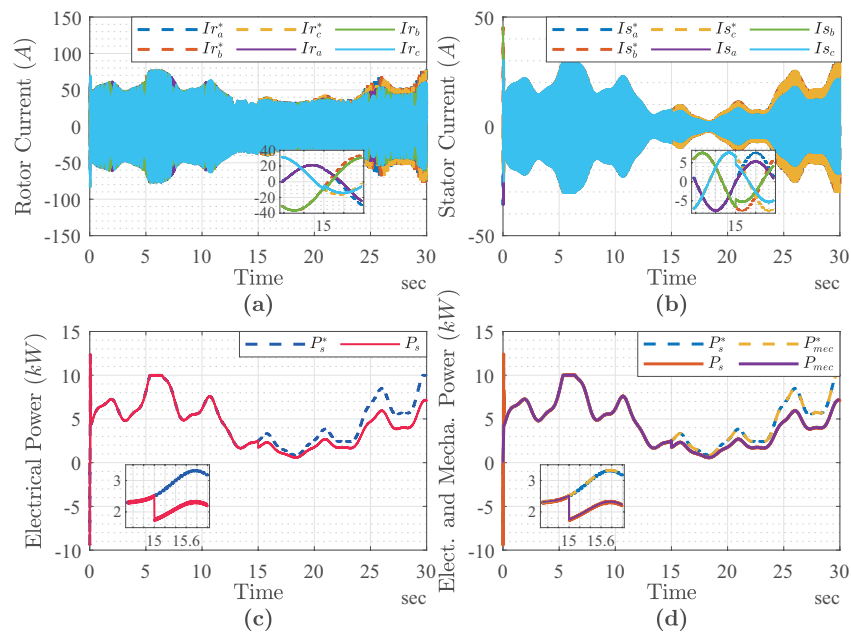 Rotor Current (A)
150
100
50
0
-50
-100
-150
Ir*a Ir*c Irb
Ir*b Ira Irc
40
20
0
-20
-40
15
0 5 10 15 20 25 30
Time
sec
(a)
Stator Current (A)
50
0
-50
Is*a Is*c Isb
Is*b Isa Isc
5
0
-5
15
0 5 10 15 20 25 30
Time
sec
(b)
Electrical Power (kW)
15
10
5
0
-5
-10
P*s Ps
3
2
15 15.6
0 5 10 15 20 25 30
Time
sec
(c)
Elect. and Mecha. Power (kW)
15
10
5
0
-5
-10
P*s P*mec
Ps Pmec
3
2
15 15.6
0 5 10 15 20 25 30
Time
sec
(d)